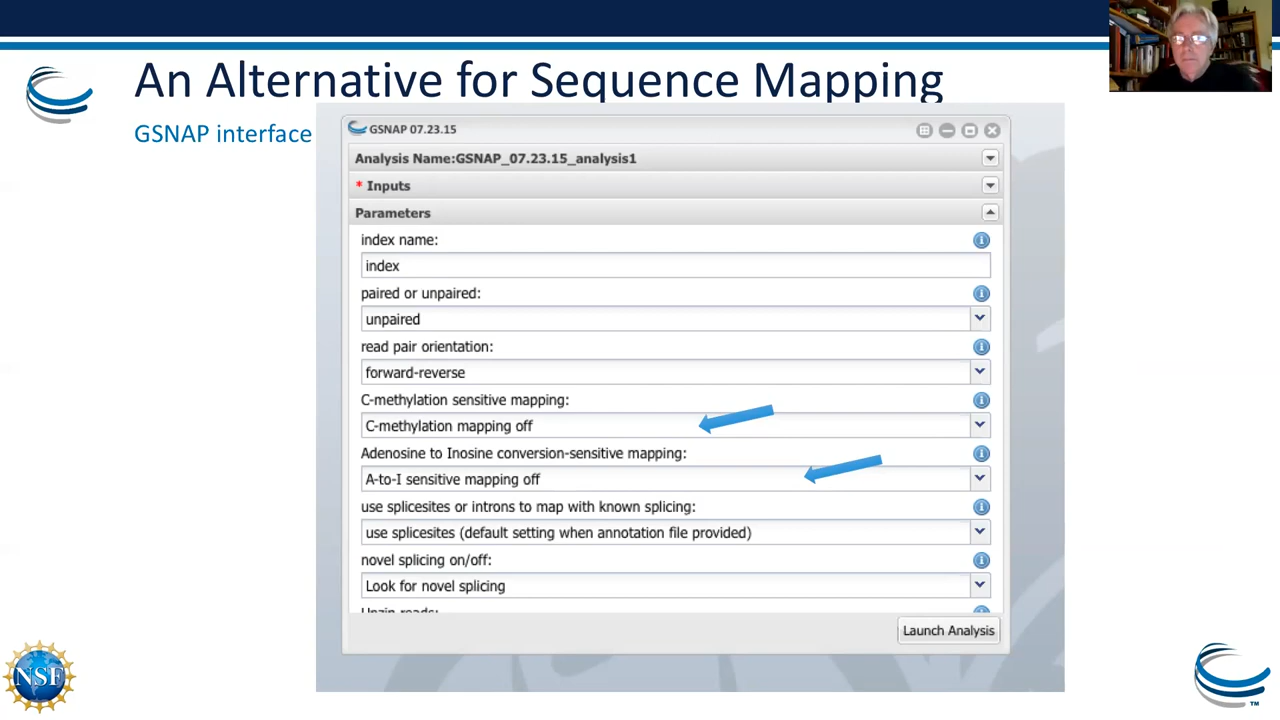 An Alternative for Sequence Mapping
GSNAP interface
GSNAP 07.23.15
Analysis Name:GSNAP_07.23.15_analysis1
* Inputs
Parameters
index name:
index
paired or unpaired:
unpaired
read pair orientation:
forward-reverse
C-methylation sensitive mapping:
C-methylation mapping off
Adenosine to Inosine conversion-sensitive mapping:
A-to-I sensitive mapping off
use splicesites or introns to map with known splicing:
use splicesites (default setting when annotation file provided)
novel splicing on/off:
Look for novel splicing
Unzip reads:
Launch Analysis
NSF
TM